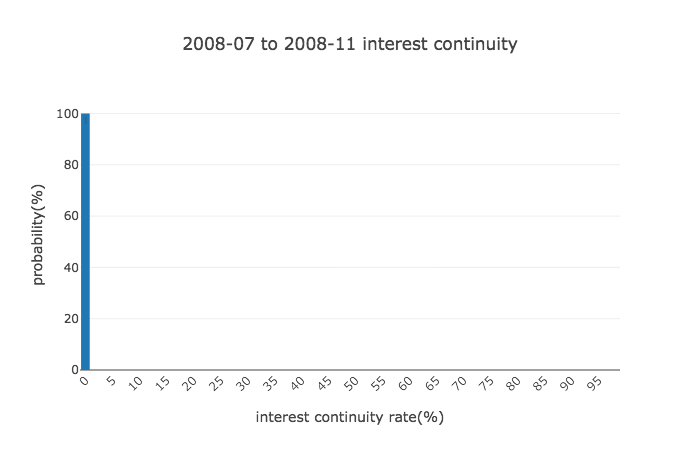 2008-07 to 2008-11 interest continuity
probability(%)
100
80
60
40
20
0
0 5 10 15 20 25 30 35 40 45 50 55 60 65 70 75 80 85 90 95
interest continuity rate(%)